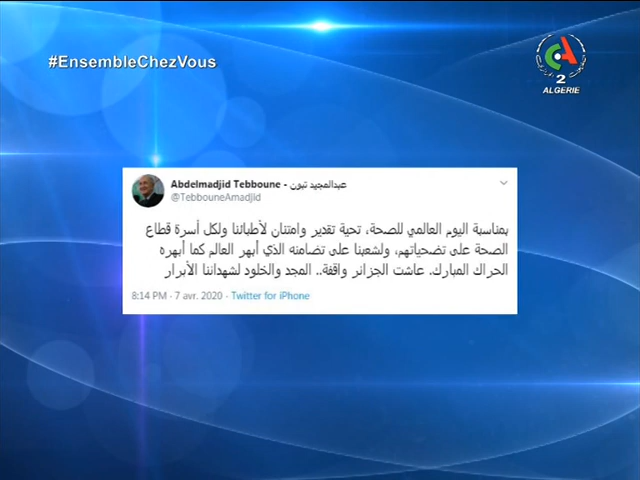 #EnsembleChezVous
2
ALGERIE
Abdelmadjid Tebboune - عبدالمجيد تبون
@TebbouneAmadjid
بمناسبة اليوم العالمي للصحة، تحية تقدير وامتنان لأطبائنا ولكل أسرة قطاع
الصحة على تضحياتهم، ولشعبنا على تضامنه الذي أبهر العالم كما أبهره
الحراك المبارك. عاشت الجزائر واقفة.. المجد والخلود لشهدائنا الأبرار
8:14 PM - 7 avr. 2020 - Twitter for iPhone